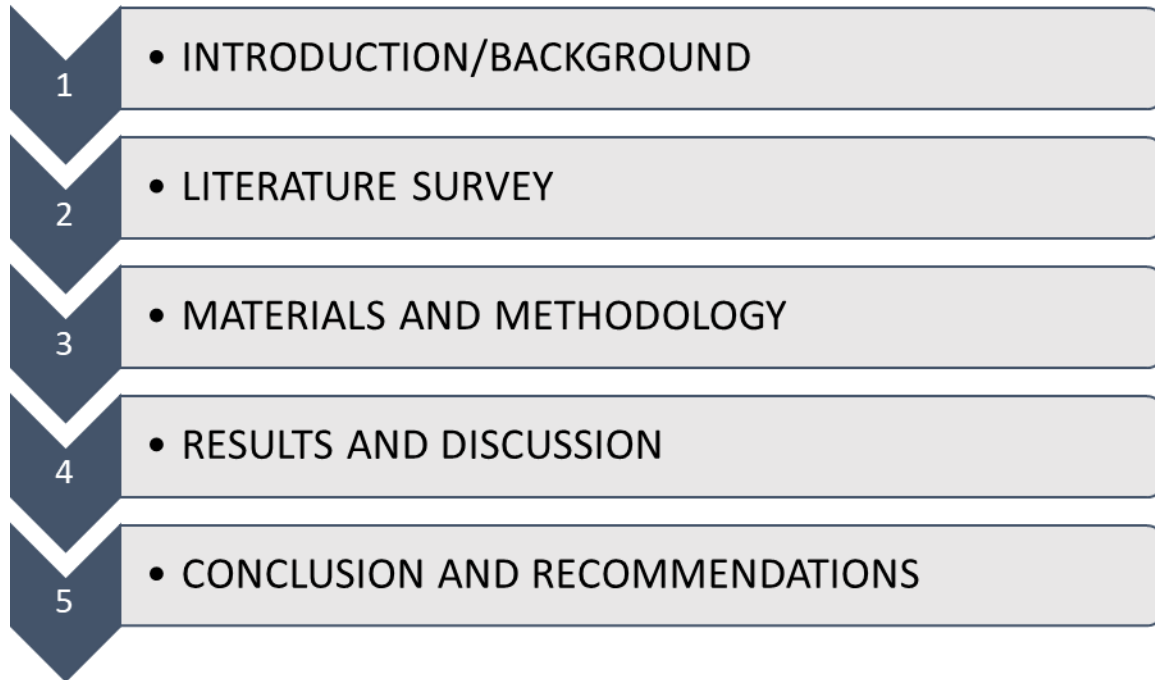 1
• INTRODUCTION/BACKGROUND
2
• LITERATURE SURVEY
3
• MATERIALS AND METHODOLOGY
4
• RESULTS AND DISCUSSION
5
• CONCLUSION AND RECOMMENDATIONS